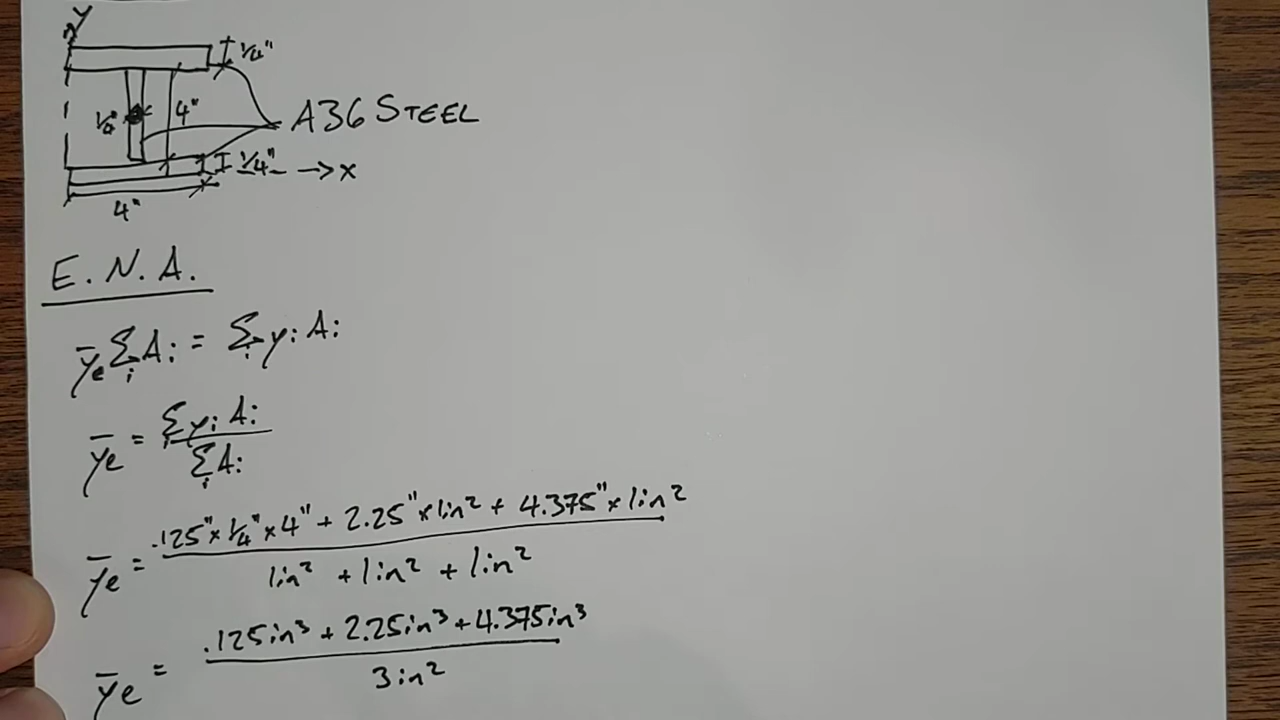 y
1/4"
1/4" 4" A36 STEEL
1/4" → x
4"
E. N. A.
ȳe Σi Ai = Σi yi Ai
ȳe = Σi yi Ai / Σi Ai
ȳe = .125" × 1/4" × 4" + 2.25" × 1in² + 4.375" × 1in² / 1in² + 1in² + 1in²
ȳe = .125in³ + 2.25in³ + 4.375in³ / 3in²